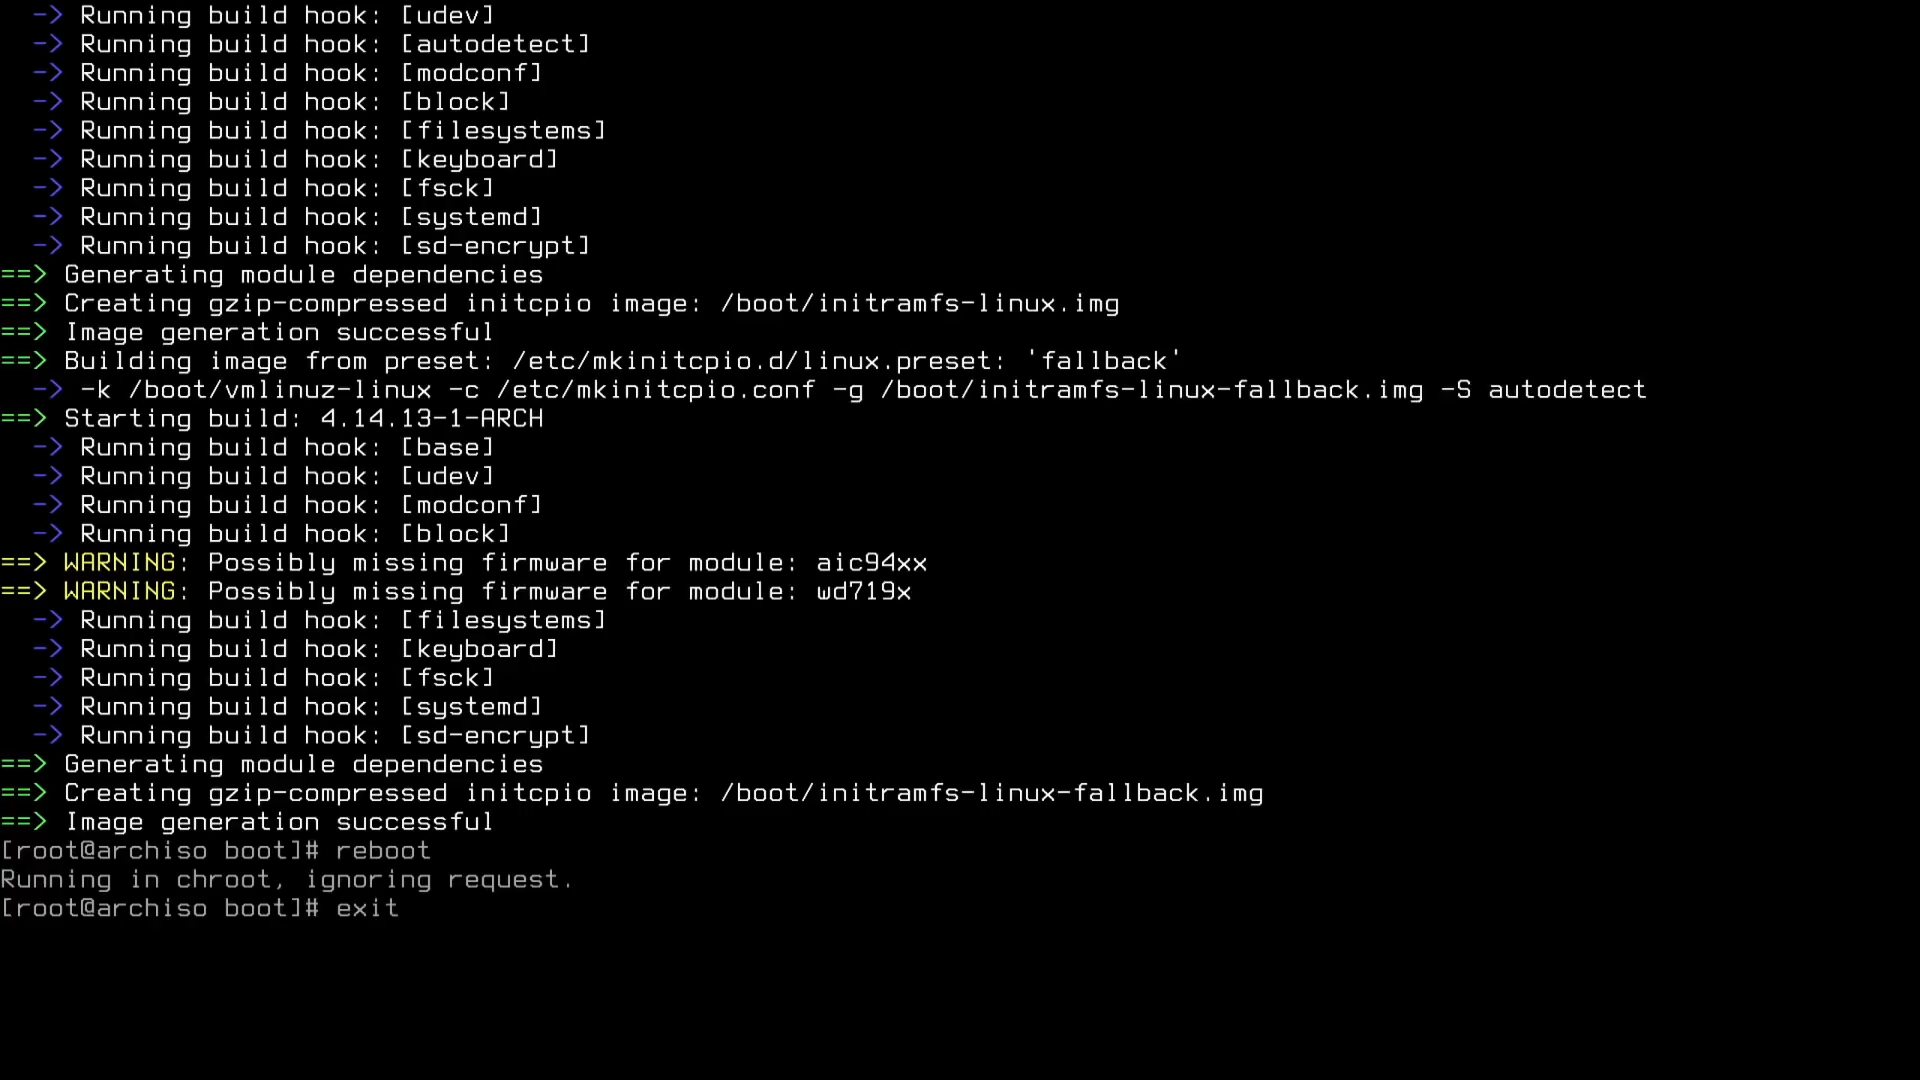 -> Running build hook: [udev]
-> Running build hook: [autodetect]
-> Running build hook: [modconf]
-> Running build hook: [block]
-> Running build hook: [filesystems]
-> Running build hook: [keyboard]
-> Running build hook: [fsck]
-> Running build hook: [systemd]
-> Running build hook: [sd-encrypt]
==> Generating module dependencies
==> Creating gzip-compressed initcpio image: /boot/initramfs-linux.img
==> Image generation successful
==> Building image from preset: /etc/mkinitcpio.d/linux.preset: 'fallback'
-> -k /boot/vmlinuz-linux -c /etc/mkinitcpio.conf -g /boot/initramfs-linux-fallback.img -S autodetect
==> Starting build: 4.14.13-1-ARCH
-> Running build hook: [base]
-> Running build hook: [udev]
-> Running build hook: [modconf]
-> Running build hook: [block]
==> WARNING: Possibly missing firmware for module: aic94xx
==> WARNING: Possibly missing firmware for module: wd719x
-> Running build hook: [filesystems]
-> Running build hook: [keyboard]
-> Running build hook: [fsck]
-> Running build hook: [systemd]
-> Running build hook: [sd-encrypt]
==> Generating module dependencies
==> Creating gzip-compressed initcpio image: /boot/initramfs-linux-fallback.img
==> Image generation successful
[root@archiso boot]# reboot
Running in chroot, ignoring request.
[root@archiso boot]# exit